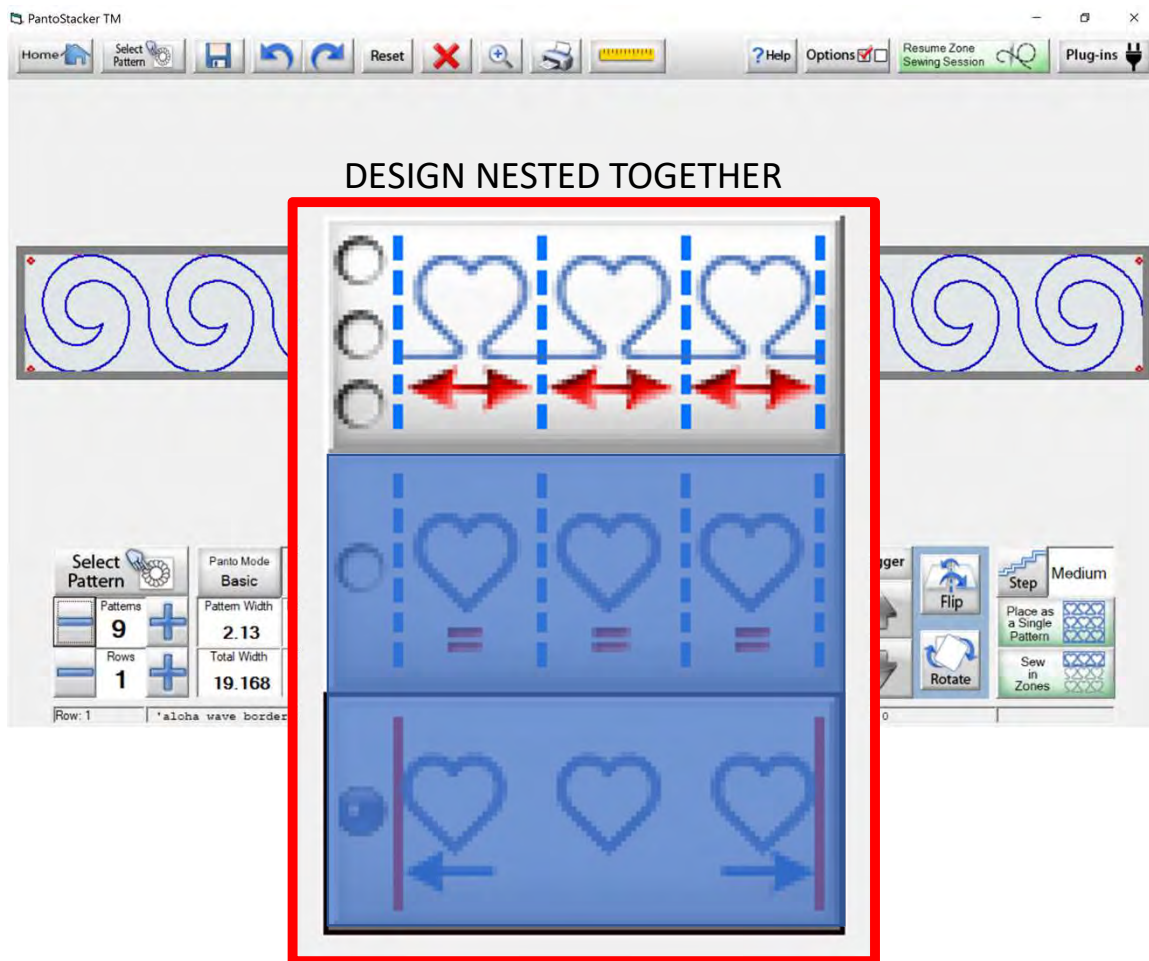 PantoStacker TM
Home
Select
Pattern
Reset
?Help
Options
Resume Zone
Sewing Session
Plug-ins
DESIGN NESTED TOGETHER
Select
Pattern
Panto Mode
Basic
Patterns
9
Pattern Width
2.13
Rows
1
Total Width
19.168
gger
Flip
Rotate
Step
Medium
Place as
a Single
Pattern
Sew
in
Zones
Row: 1
'aloha wave border
0